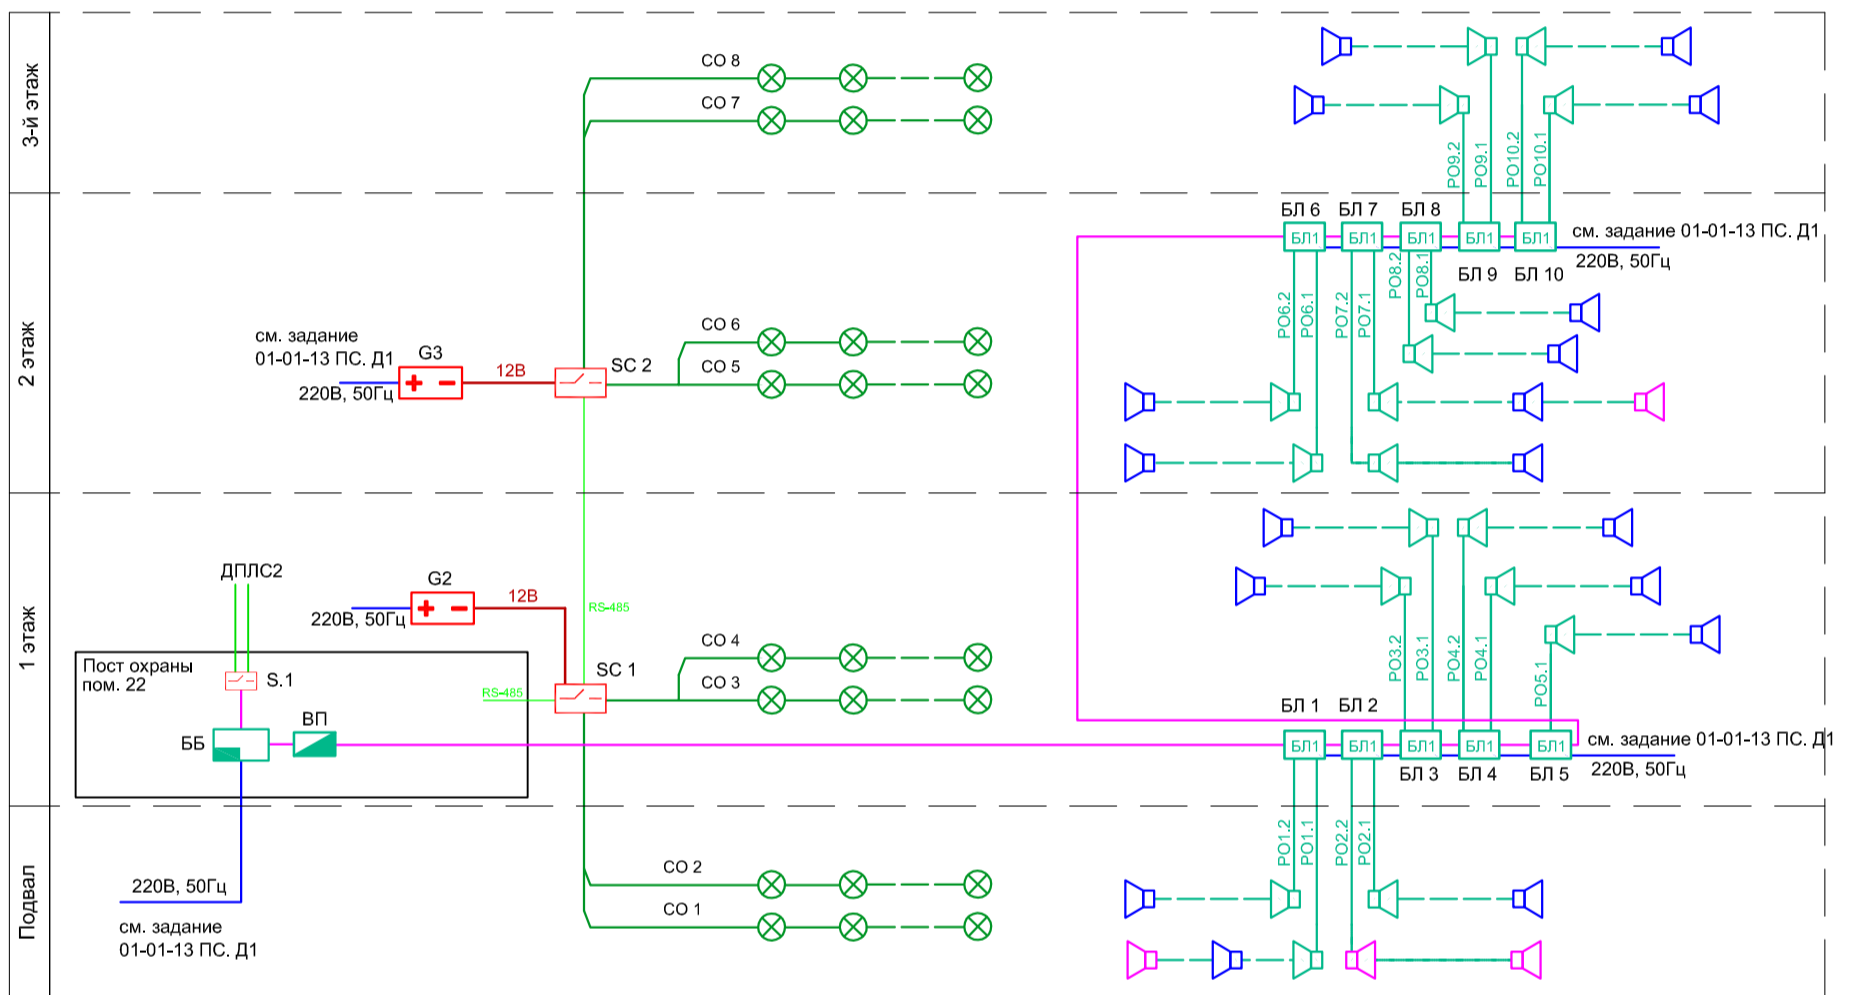 3-й этаж
СО 8
СО 7
РО9.2
РО9.1
РО10.2
РО10.1
2 этаж
см. задание
01-01-13 ПС. Д1
220В, 50Гц
G3
12В
SC 2
СО 6
СО 5
БЛ 6
БЛ 7
БЛ 8
БЛ1
БЛ1
БЛ1
БЛ1
БЛ1
БЛ 9
БЛ 10
см. задание 01-01-13 ПС. Д1
220В, 50Гц
РО6.2
РО6.1
РО7.2
РО7.1
РО8.2
РО8.1
1 этаж
ДПЛС2
G2
220В, 50Гц
12В
RS-485
Пост охраны
пом. 22
S.1
ББ
ВП
RS-485
SC 1
СО 4
СО 3
РО3.2
РО3.1
РО4.2
РО4.1
РО5.1
БЛ 1
БЛ 2
БЛ1
БЛ1
БЛ1
БЛ1
БЛ1
БЛ 3
БЛ 4
БЛ 5
см. задание 01-01-13 ПС. Д1
220В, 50Гц
Подвал
220В, 50Гц
см. задание
01-01-13 ПС. Д1
СО 2
СО 1
РО1.2
РО1.1
РО2.2
РО2.1